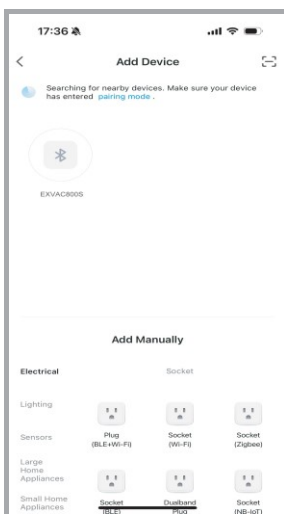 17:36
Add Device
Searching for nearby devices. Make sure your device
has entered pairing mode .
EXVAC800S
Add Manually
Electrical
Socket
Lighting
Plug
(BLE+Wi-Fi)
Socket
(Wi-Fi)
Socket
(Zigbee)
Sensors
Large
Home
Appliances
Small Home
Appliances
Socket
(BLE)
Dualband
Plug
Socket
(NB-IoT)